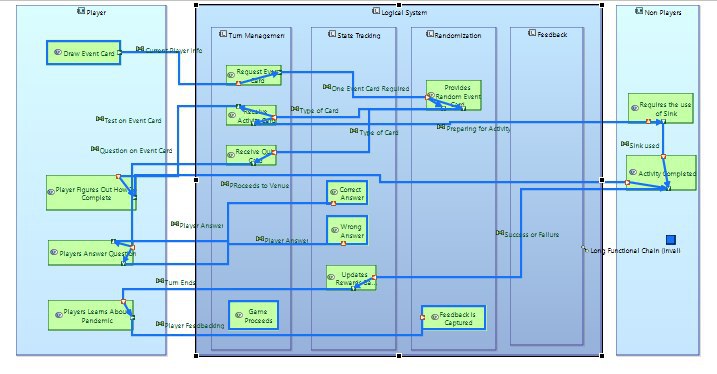 Player
Logical System
Non Players
Turn Managemen
State Tracking
Randomization
Feedback
Draw Event Card
Current Player Info
Request Eve
Card
One Event Card Required
Provides
Random Event
Card
Requires the use
of Sink
Test on Event Card
Receive
Activity Card
Type of Card
Type of Card
Preparing for Activity
Sink used
Question on Event Card
Receive Que
Card
Activity Completed
Player Figures Out How
Complete
PRoceeds to Venue
Correct
Answer
Player Answer
Wrong
Answer
Success or Failure
Players Answer Question
Player Answer
Long Functional Chain (invali
Turn Ends
Updates
Rewards
Players Learns Abou
Pandemic
Game
Proceeds
Feedback Is
Captured
Player Feedbacking